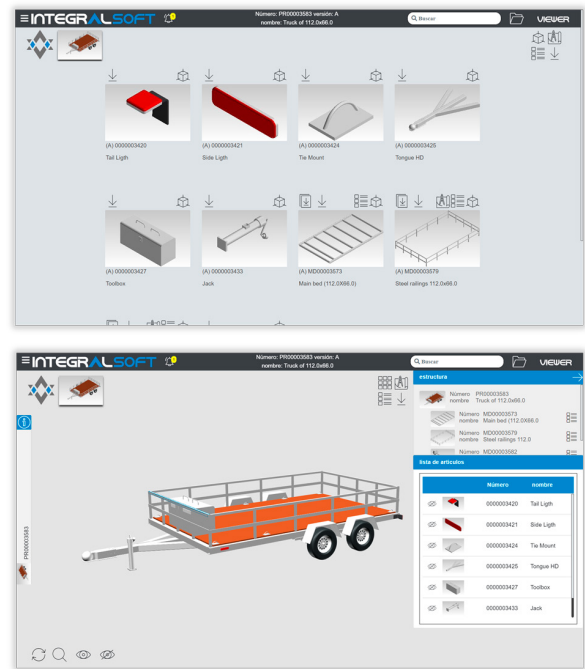 INTEGRALSOFT
Número: PR00003583 versión: A
nombre: Truck of 112.0x66.0
Buscar
VIEWER
(A) 0000003420
Tail Ligth
(A) 0000003421
Side Ligth
(A) 0000003424
Tie Mount
(A) 0000003425
Tongue HD
(A) 0000003427
Toolbox
(A) 0000003433
Jack
(A) MD00003573
Main bed (112.0X66.0)
(A) MD00003579
Steel railings 112.0x66.0
INTEGRALSOFT
Número: PR00003583 versión: A
nombre: Truck of 112.0x66.0
Buscar
VIEWER
estructura
Número PR00003583
nombre Truck of 112.0x66.0
Número MD00003573
nombre Main bed (112.0X66.0
Número MD00003579
nombre Steel railings 112.0
Número MD00003582
lista de articulos
Número nombre
0000003420 Tail Ligth
0000003421 Side Ligth
0000003424 Tie Mount
0000003425 Tongue HD
0000003427 Toolbox
0000003433 Jack
PR00003583